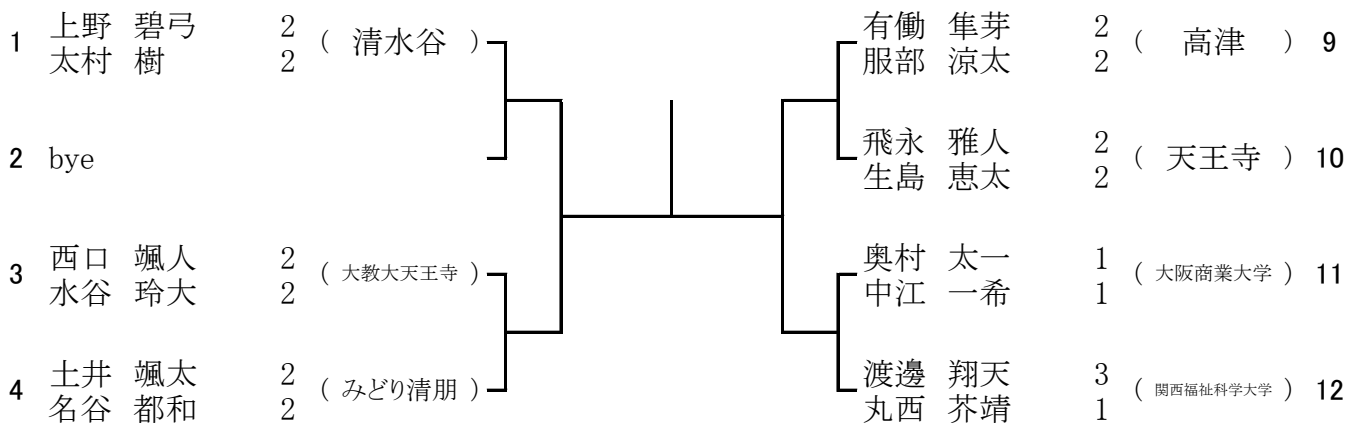 1 上野 碧弓 2 ( 清水谷 )
太村 樹 2
2 bye
3 西口 颯人 2 ( 大教大天王寺 )
水谷 玲大 2
4 土井 颯太 2 ( みどり清朋 )
名谷 都和 2
有働 隼芽 2 ( 高津 ) 9
服部 涼太 2
飛永 雅人 2 ( 天王寺 ) 10
生島 恵太 2
奥村 太一 1 ( 大阪商業大学 ) 11
中江 一希 1
渡邊 翔天 3 ( 関西福祉科学大学 ) 12
丸西 芥靖 1